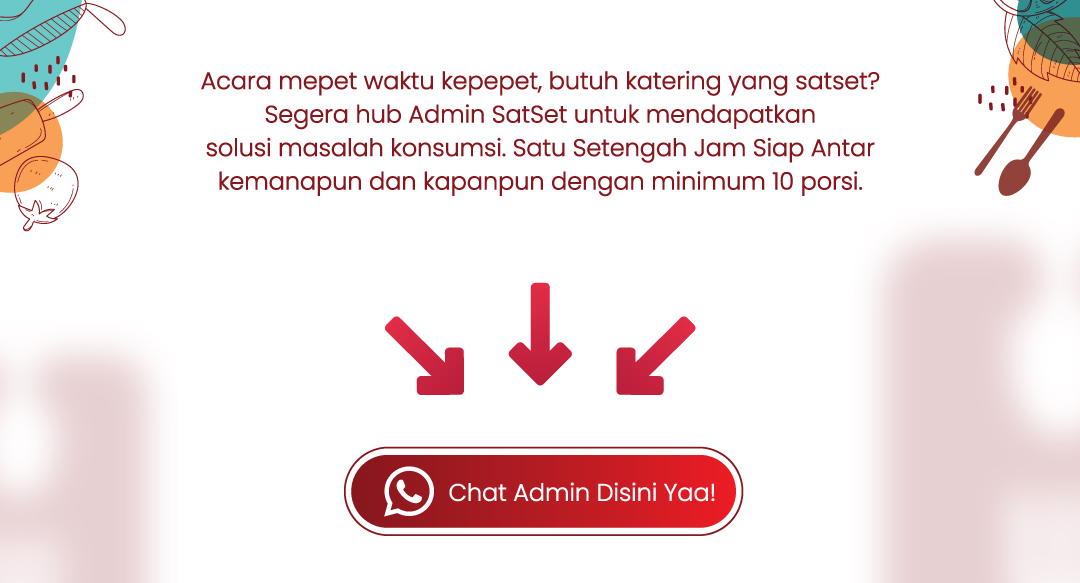 Acara mepet waktu kepepet, butuh katering yang satset?
Segera hub Admin SatSet untuk mendapatkan
solusi masalah konsumsi. Satu Setengah Jam Siap Antar
kemanapun dan kapanpun dengan minimum 10 porsi.
Chat Admin Disini Yaa!